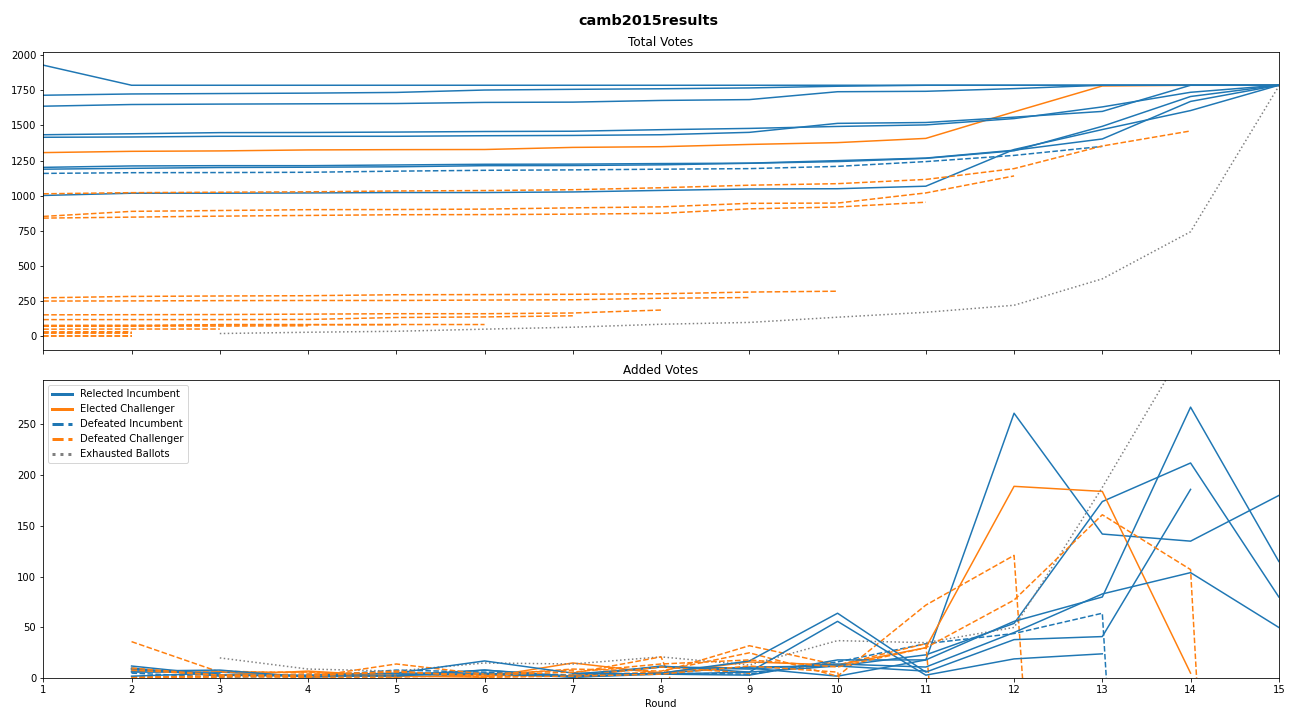 camb2015results
Total Votes
2000
1750
1500
1250
1000
750
500
250
0
Added Votes
Relected Incumbent
Elected Challenger
Defeated Incumbent
Defeated Challenger
Exhausted Ballots
250
200
150
100
50
0
1 2 3 4 5 6 7 8 9 10 11 12 13 14 15
Round